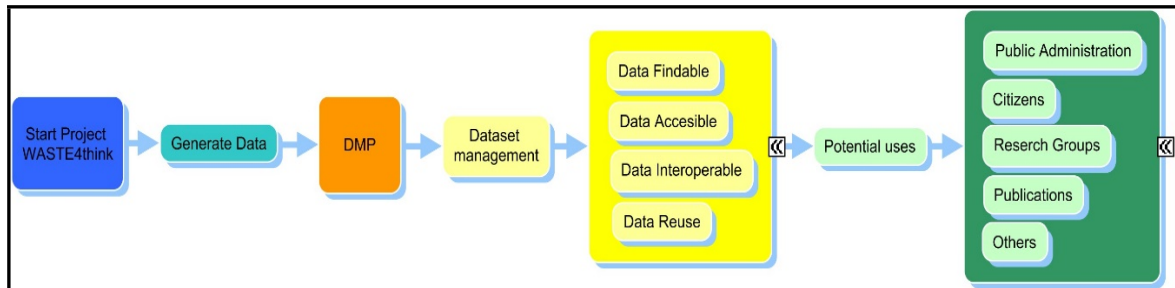 Start Project
WASTE4think
Generate Data
DMP
Dataset
management
Data Findable
Data Accesible
Data Interoperable
Data Reuse
Potential uses
Public Administration
Citizens
Reserch Groups
Publications
Others